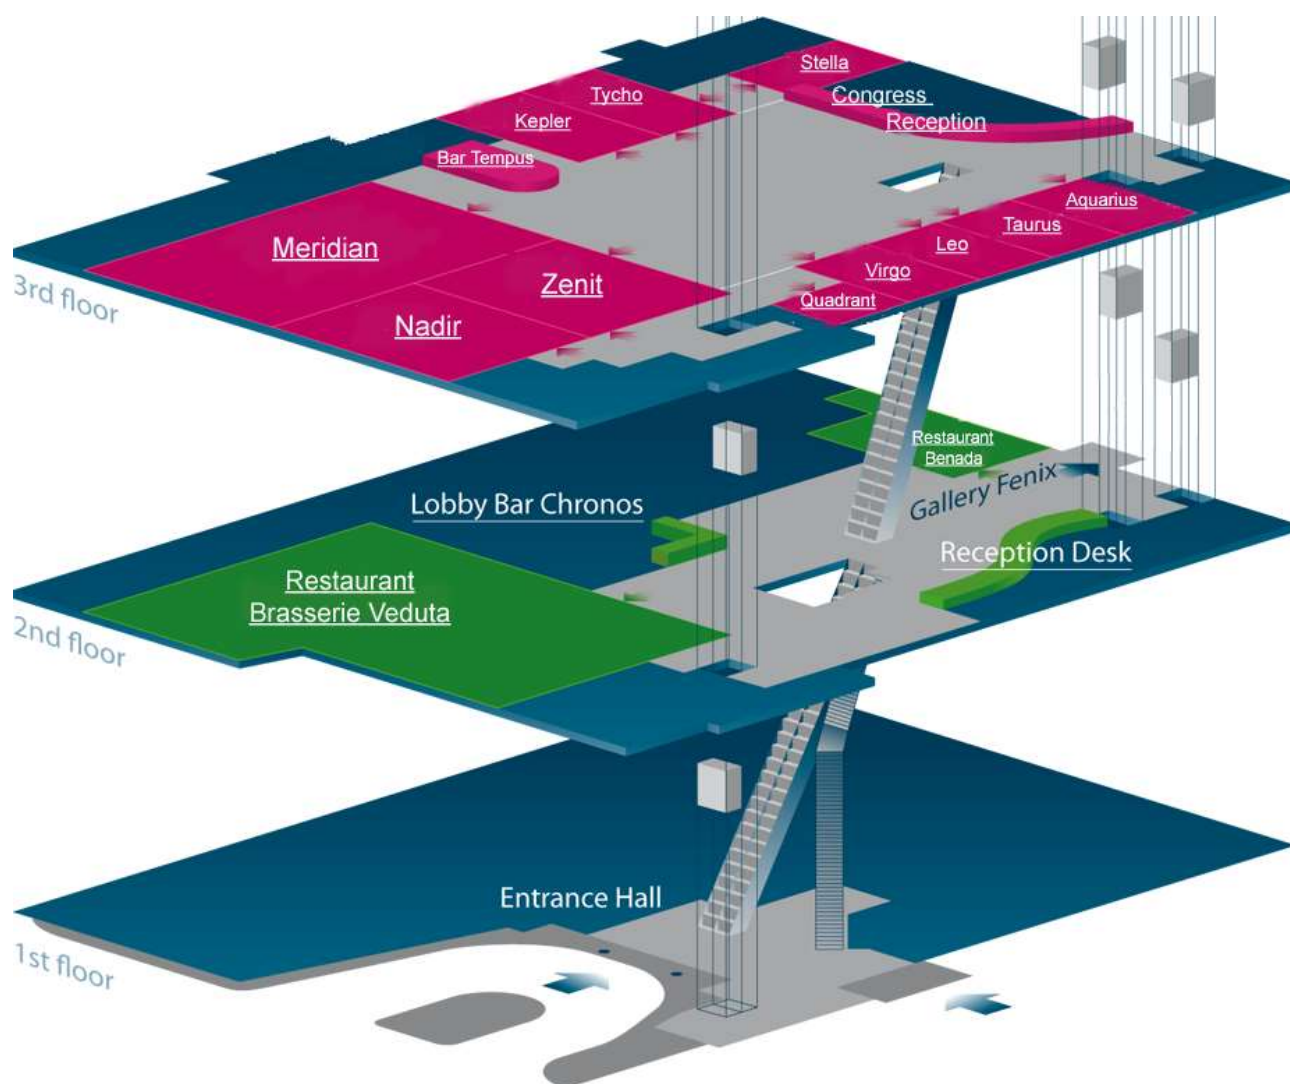 Stella
Tycho
Congress
Kepler
Reception
Bar Tempus
Aquarius
Taurus
Meridian
Leo
Virgo
Zenit
Quadrant
Nadir
3rd floor
Restaurant
Benada
Gallery Fenix
Lobby Bar Chronos
Reception Desk
Restaurant
Brasserie Veduta
2nd floor
Entrance Hall
1st floor